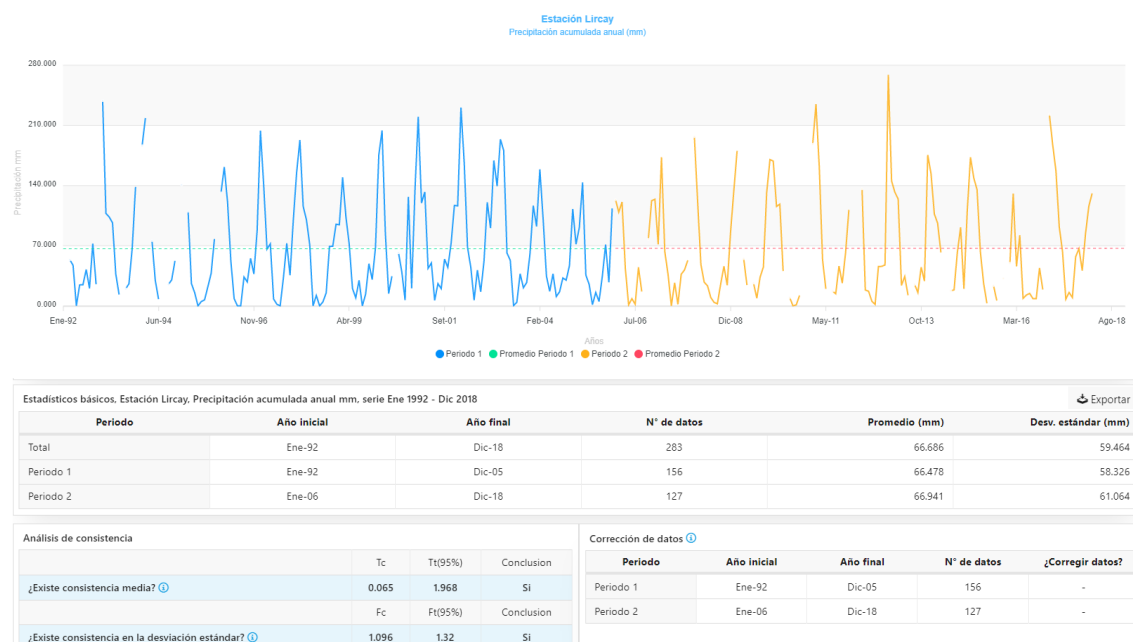 Estación Lircay
Precipitación acumulada anual (mm)
280.000
210.000
140.000
70.000
0.000
Precipitación mm
Ene-92 Jun-94 Nov-96 Abr-99 Set-01 Feb-04 Jul-06 Dic-08 May-11 Oct-13 Mar-16 Ago-18
Años
Periodo 1 Promedio Periodo 1 Periodo 2 Promedio Periodo 2
Estadísticos básicos, Estación Lircay, Precipitación acumulada anual mm, serie Ene 1992 - Dic 2018 Exportar
Periodo Año inicial Año final N° de datos Promedio (mm) Desv. estándar (mm)
Total Ene-92 Dic-18 283 66.686 59.464
Periodo 1 Ene-92 Dic-05 156 66.478 58.326
Periodo 2 Ene-06 Dic-18 127 66.941 61.064
Análisis de consistencia
Tc Tt(95%) Conclusion
¿Existe consistencia media? 0.065 1.968 Si
Fc Ft(95%) Conclusion
¿Existe consistencia en la desviación estándar? 1.096 1.32 Si
Corrección de datos
Periodo Año inicial Año final N° de datos ¿Corregir datos?
Periodo 1 Ene-92 Dic-05 156 -
Periodo 2 Ene-06 Dic-18 127 -